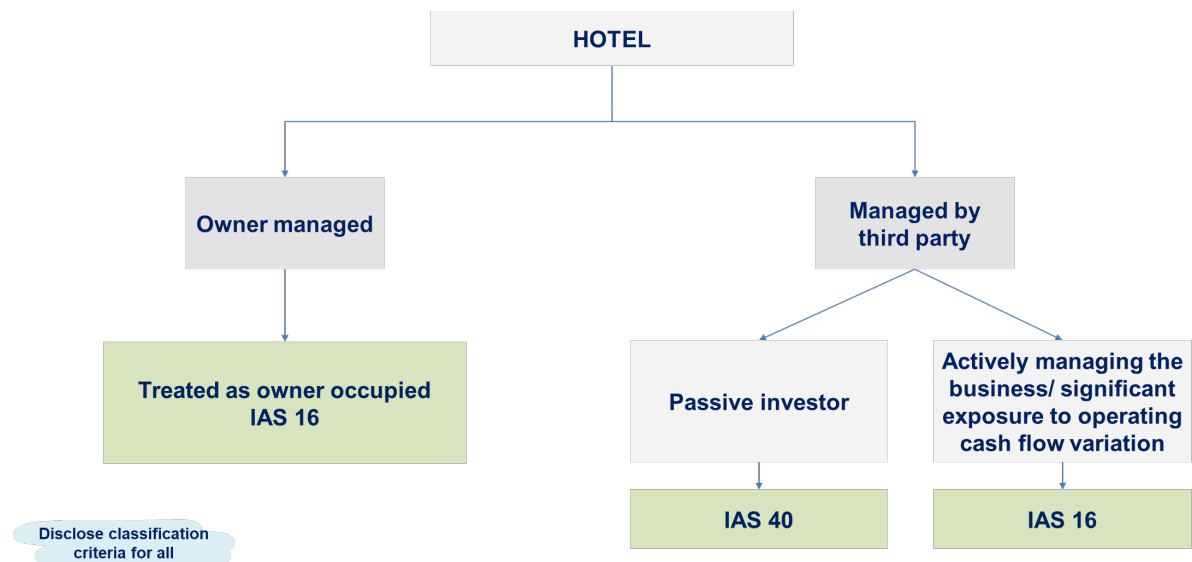 HOTEL
Owner managed
Managed by
third party
Treated as owner occupied
IAS 16
Passive investor
Actively managing the
business/ significant
exposure to operating
cash flow variation
IAS 40
IAS 16
Disclose classification
criteria for all